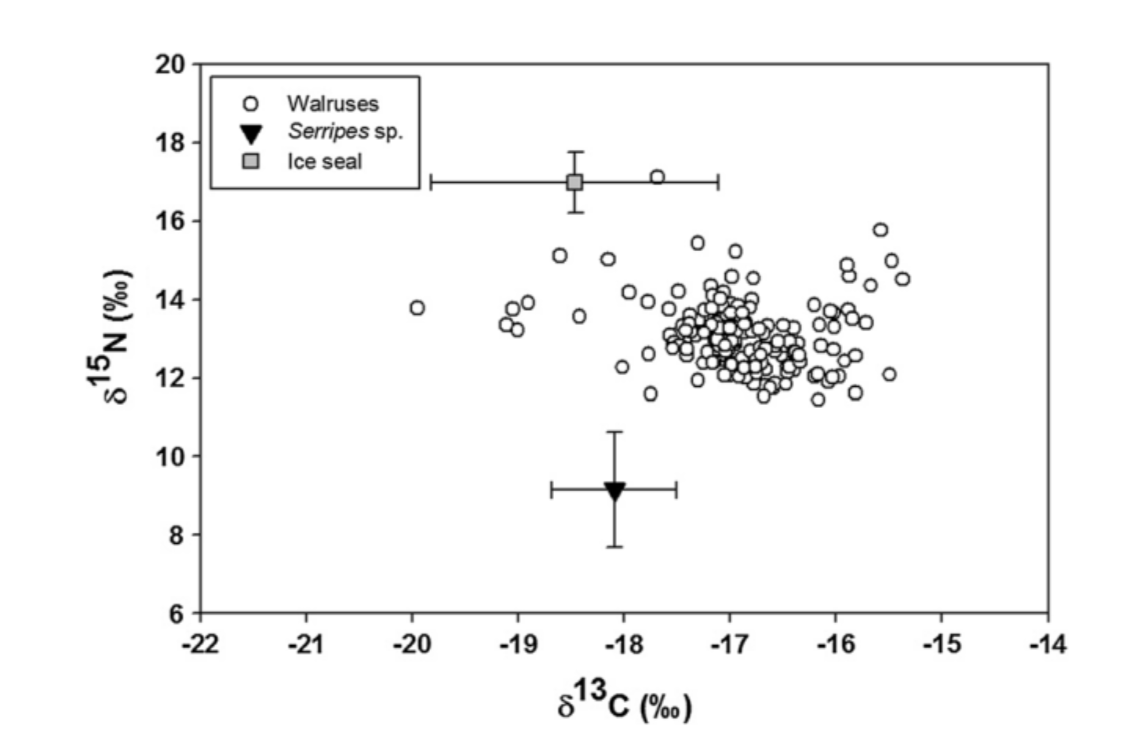 Walruses
Serripes sp.
Ice seal
20
18
16
14
12
10
8
6
δ15N (‰)
-22 -21 -20 -19 -18 -17 -16 -15 -14
δ13C (‰)